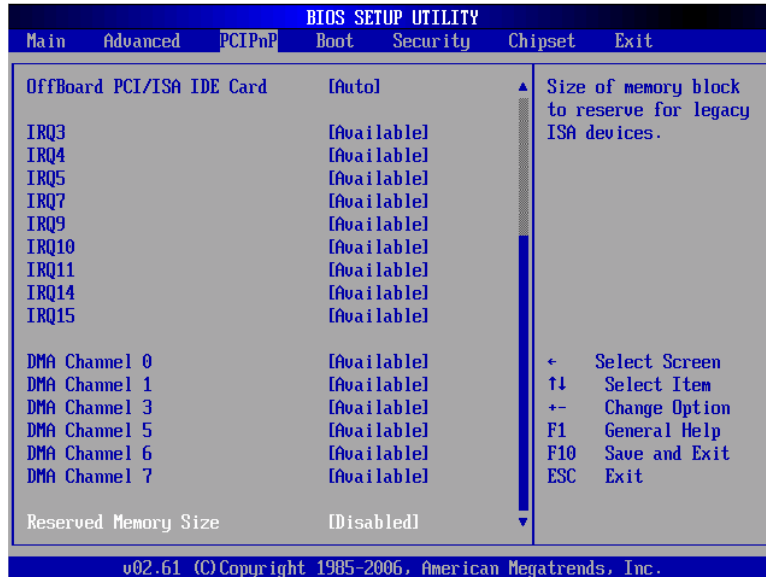 BIOS SETUP UTILITY
Main Advanced PCIPnP Boot Security Chipset Exit
OffBoard PCI/ISA IDE Card [Auto]
IRQ3 [Available]
IRQ4 [Available]
IRQ5 [Available]
IRQ7 [Available]
IRQ9 [Available]
IRQ10 [Available]
IRQ11 [Available]
IRQ14 [Available]
IRQ15 [Available]
DMA Channel 0 [Available]
DMA Channel 1 [Available]
DMA Channel 3 [Available]
DMA Channel 5 [Available]
DMA Channel 6 [Available]
DMA Channel 7 [Available]
Reserved Memory Size [Disabled]
Size of memory block
to reserve for legacy
ISA devices.
← Select Screen
↑↓ Select Item
+- Change Option
F1 General Help
F10 Save and Exit
ESC Exit
v02.61 (C)Copyright 1985-2006, American Megatrends, Inc.